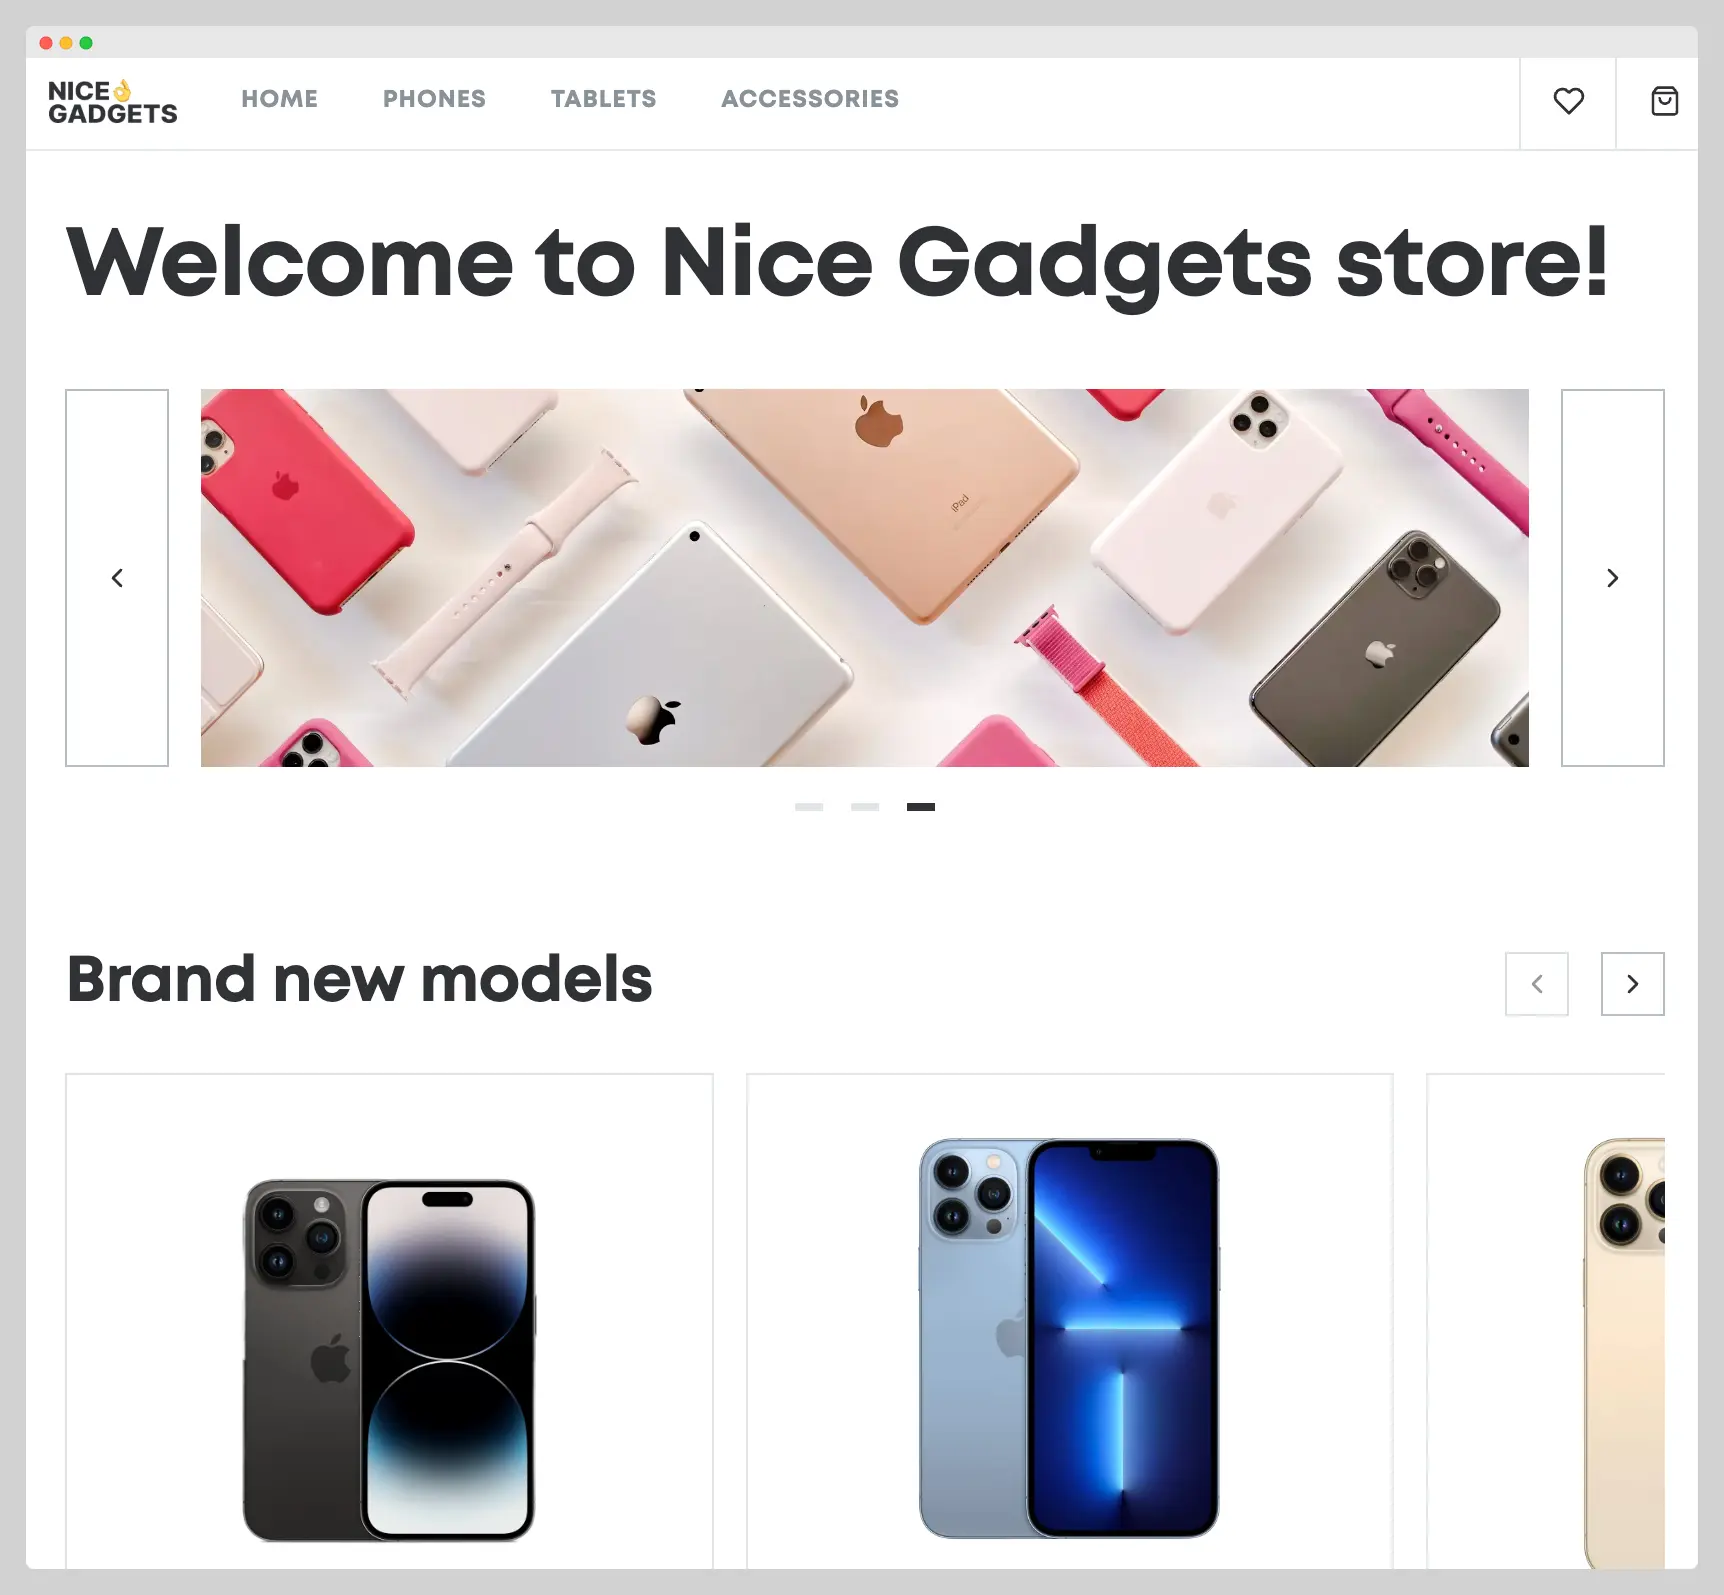 NICE👌
GADGETS
HOME
PHONES
TABLETS
ACCESSORIES
Welcome to Nice Gadgets store!
iPad
Brand new models